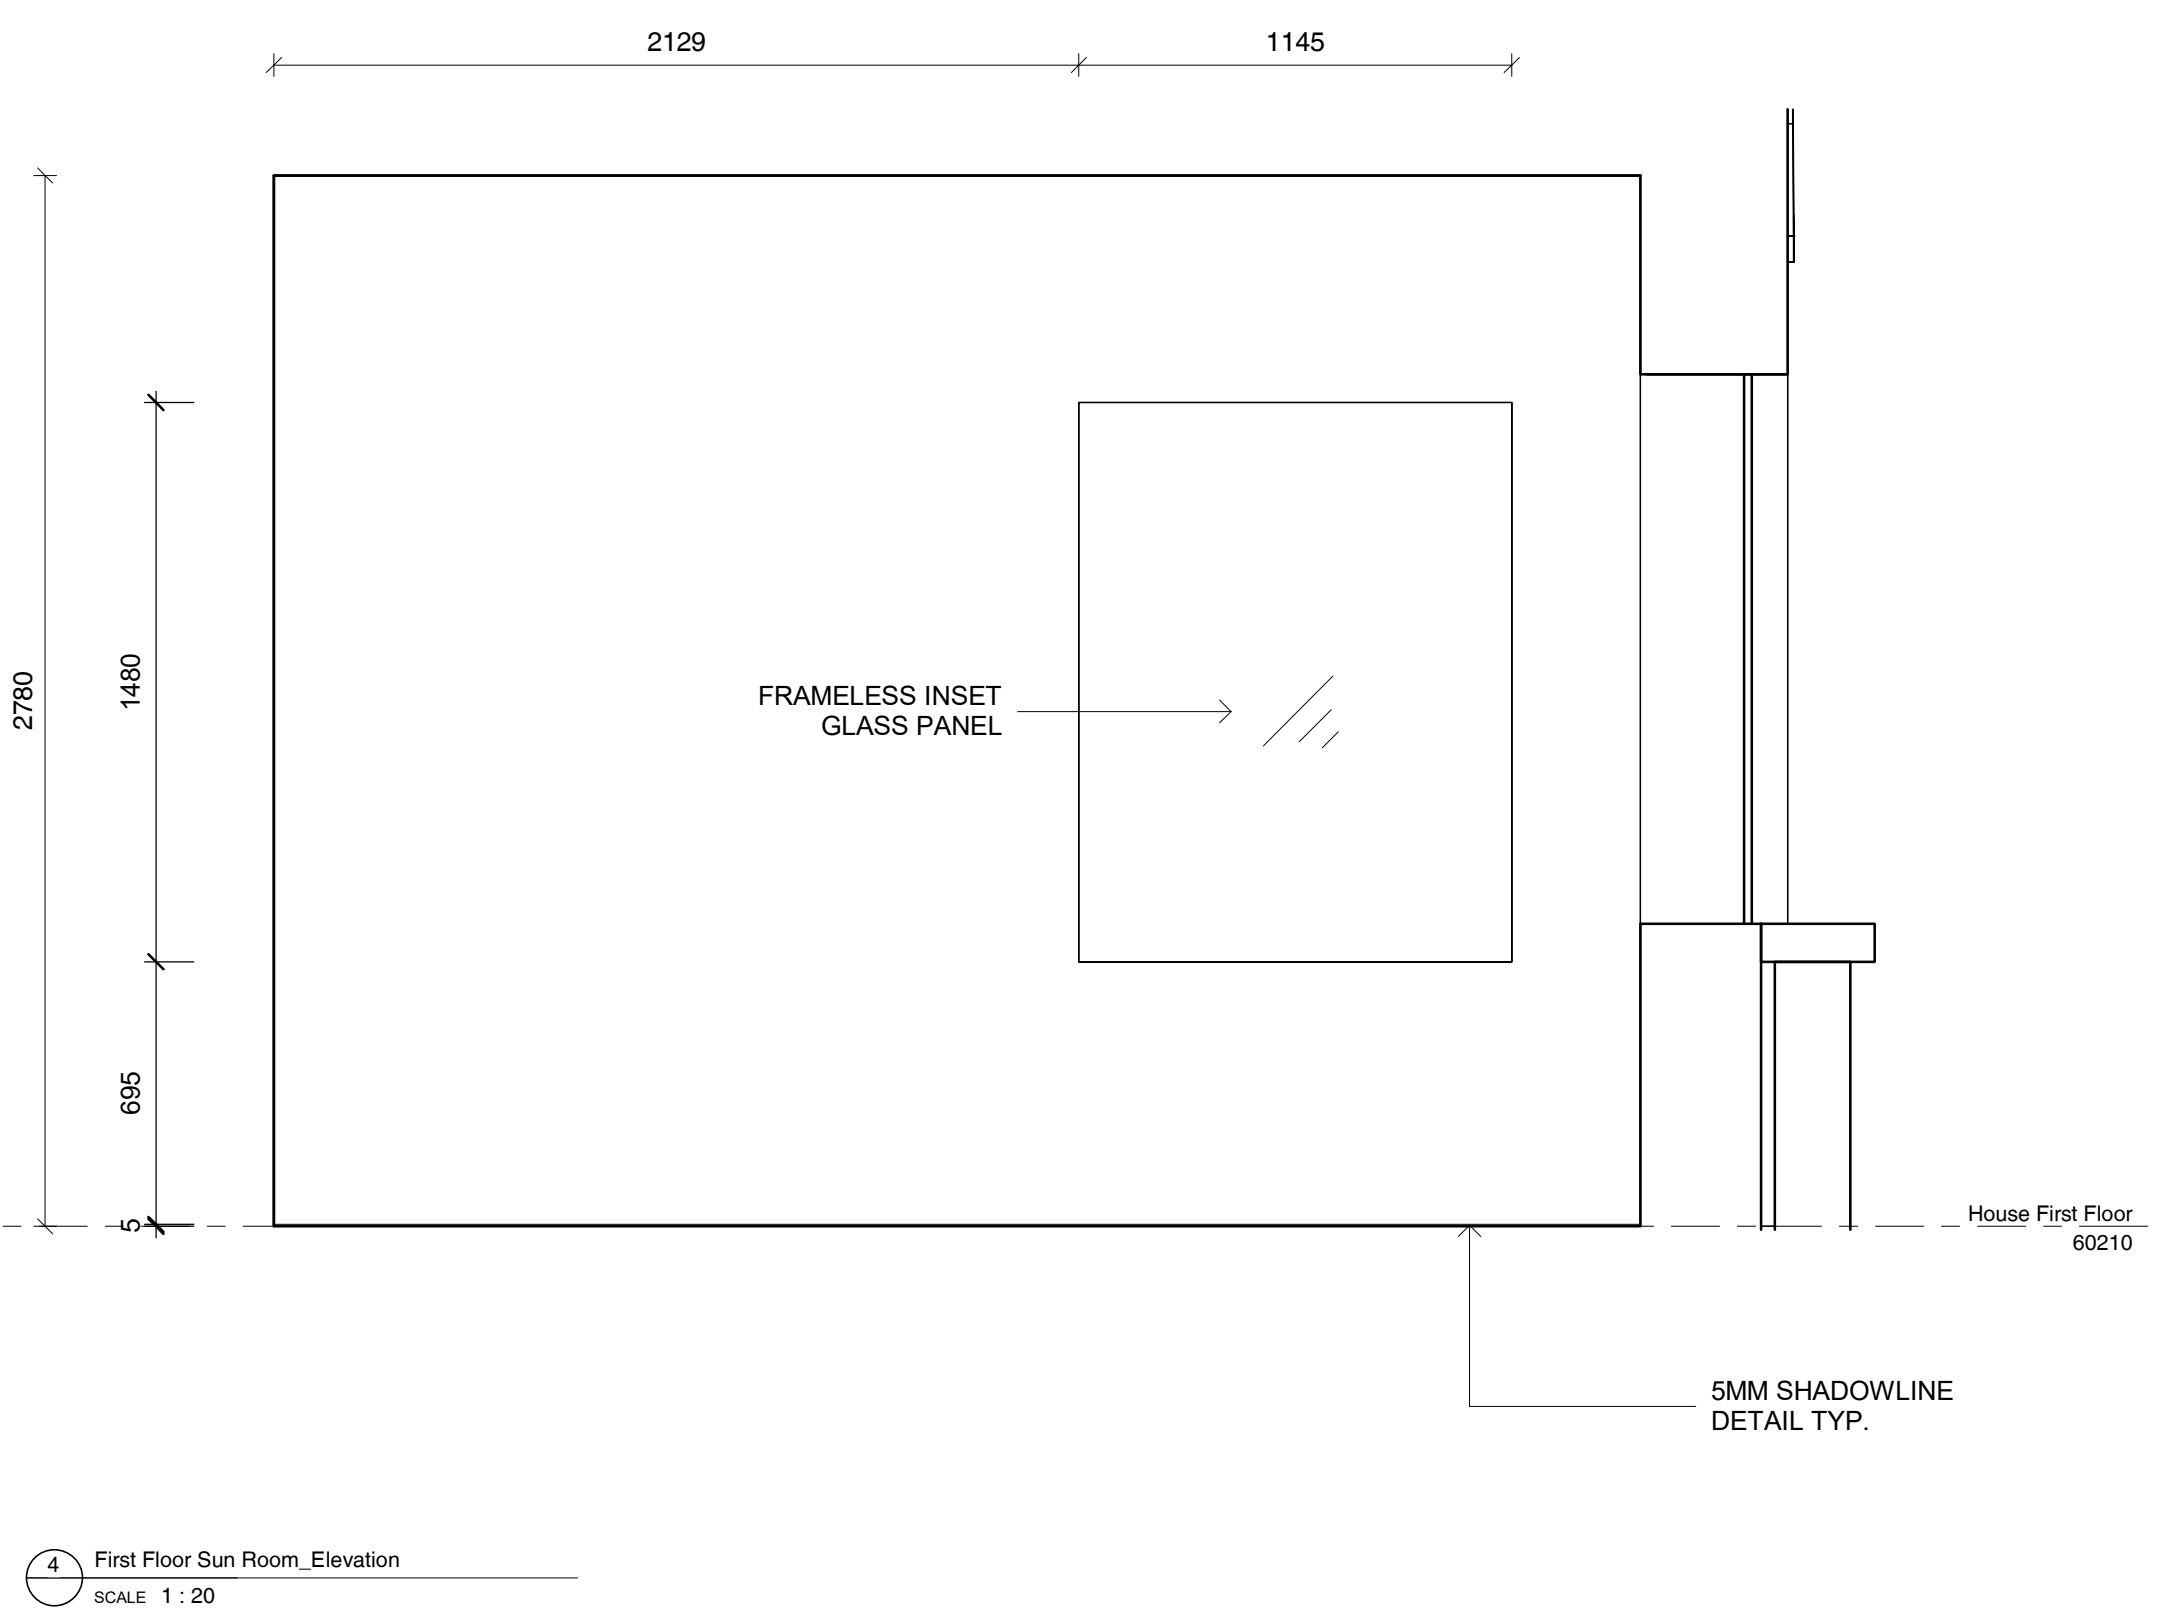 2129
1145
2780
1480
FRAMELESS INSET
GLASS PANEL
695
5
House First Floor
60210
5MM SHADOWLINE
DETAIL TYP.
4
First Floor Sun Room_Elevation
SCALE 1 : 20